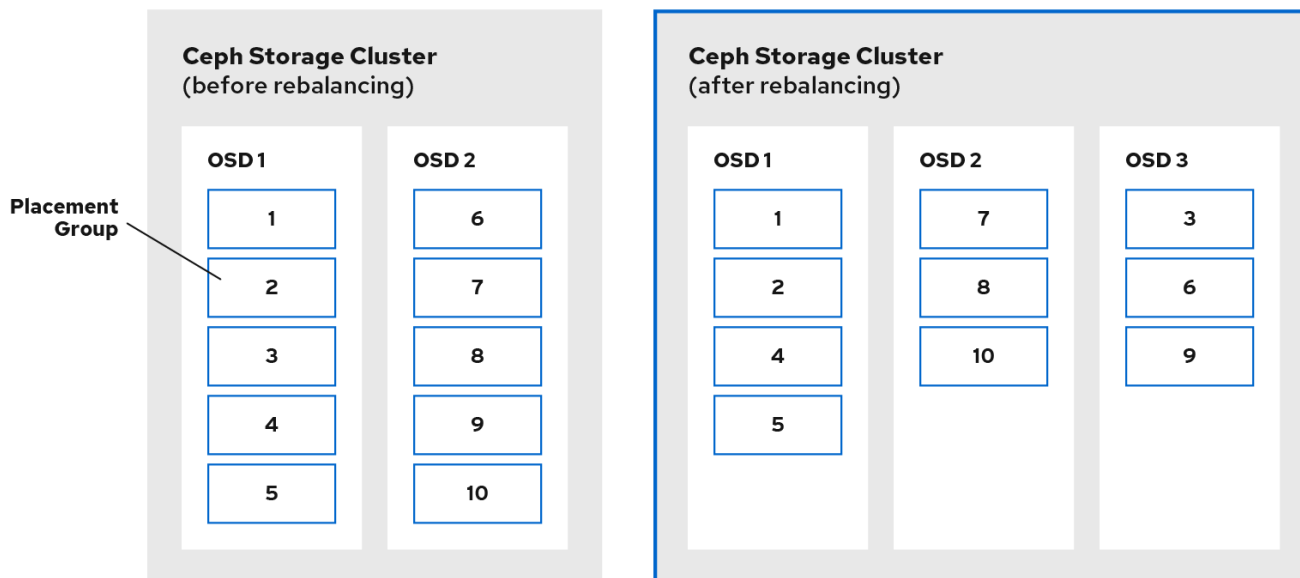 Ceph Storage Cluster
(before rebalancing)
OSD 1
1
2
3
4
5
OSD 2
6
7
8
9
10
Placement
Group
Ceph Storage Cluster
(after rebalancing)
OSD 1
1
2
4
5
OSD 2
7
8
10
OSD 3
3
6
9